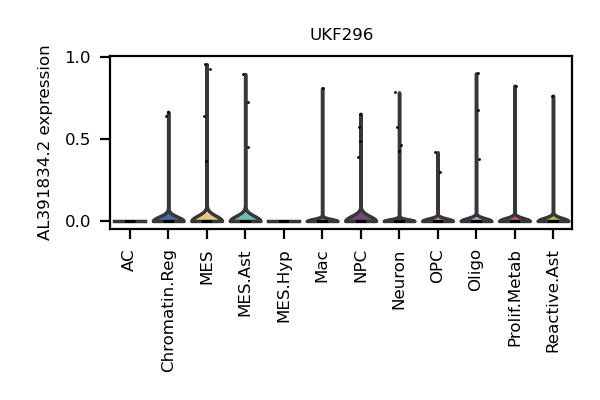 UKF296
AL391834.2 expression
1.0
0.5
0.0
AC
Chromatin.Reg
MES
MES.Ast
MES.Hyp
Mac
NPC
Neuron
OPC
Oligo
Prolif.Metab
Reactive.Ast